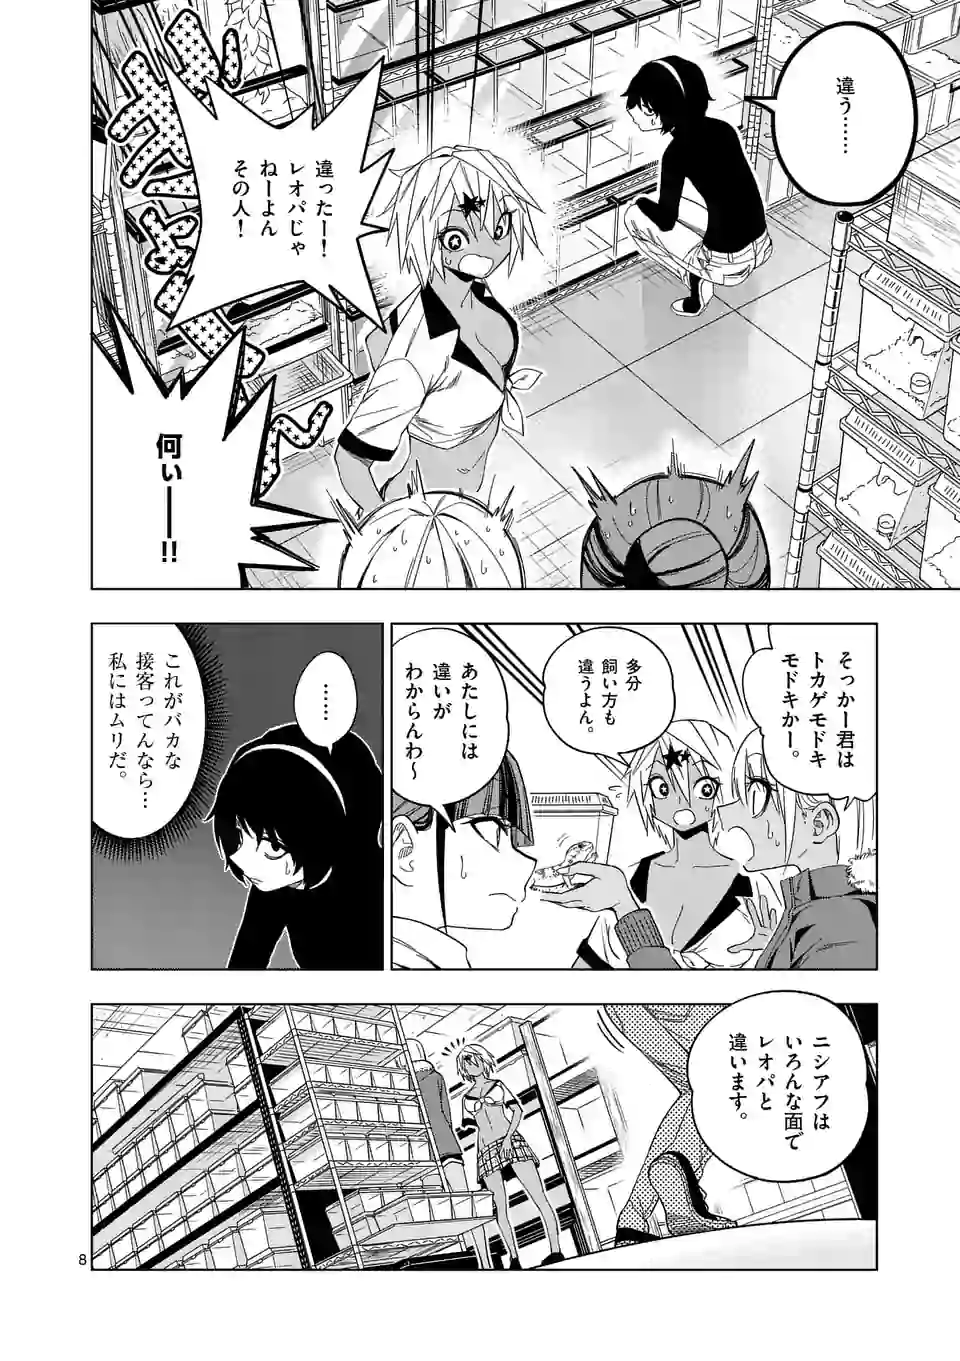 違う……
違ったー！
レオパじゃ
ねーよん
その人！
何ぃ――!!
そっかー君は
トカゲモドキ
モドキかー。
多分
飼い方も
違うよん。
あたしには
違いが
わからんわ
〜
……
これがバカな
接客ってんなら…
私にはムリだ。
ニシアフは
いろんな面で
レオパと
違います。
8